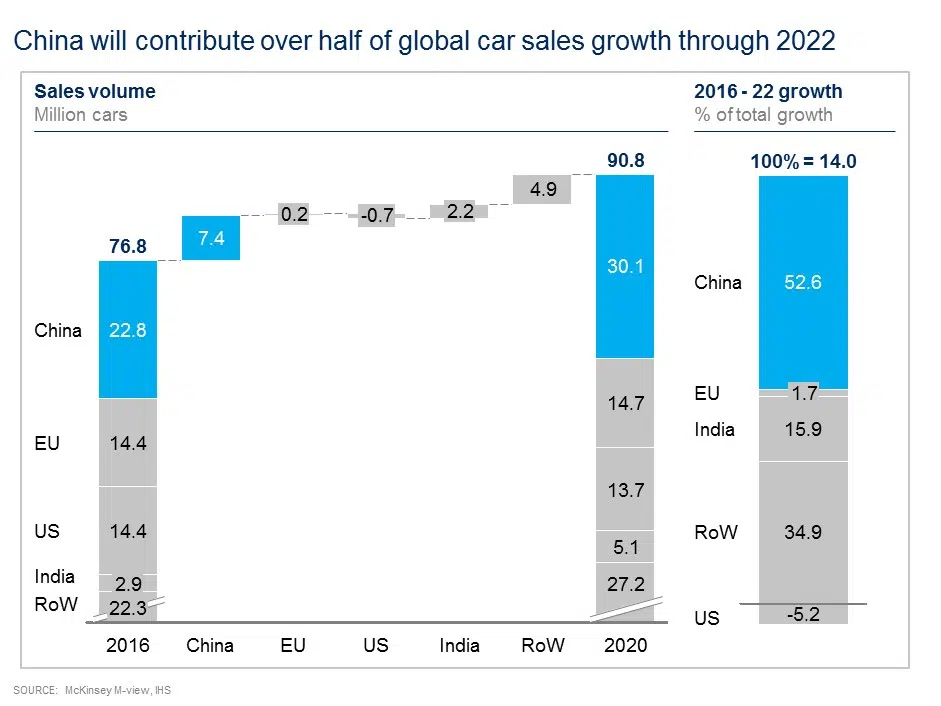 China will contribute over half of global car sales growth through 2022
Sales volume
Million cars
2016 - 22 growth
% of total growth
76.8
7.4
0.2
-0.7
2.2
4.9
90.8
100% = 14.0
China
22.8
30.1
China
52.6
EU
14.4
14.7
EU
1.7
US
14.4
13.7
India
15.9
India
2.9
5.1
RoW
34.9
RoW
22.3
27.2
US
-5.2
2016
China
EU
US
India
RoW
2020
SOURCE: McKinsey M-view, IHS